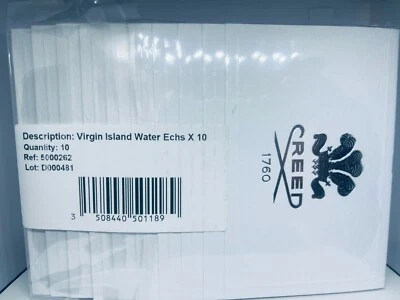 Description: Virgin Island Water Echs X 10
Quantity: 10
Ref: 5000262
Lot: D000481
3 508440 501189
CREED
1760